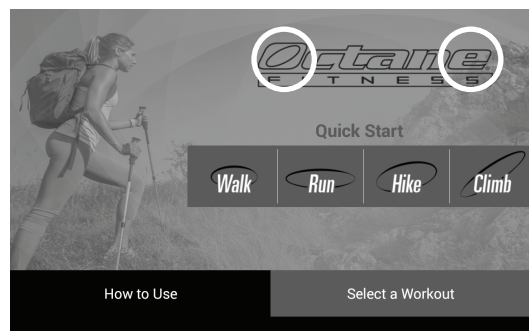 Octane
FITNESS
Quick Start
Walk Run Hike Climb
How to Use Select a Workout